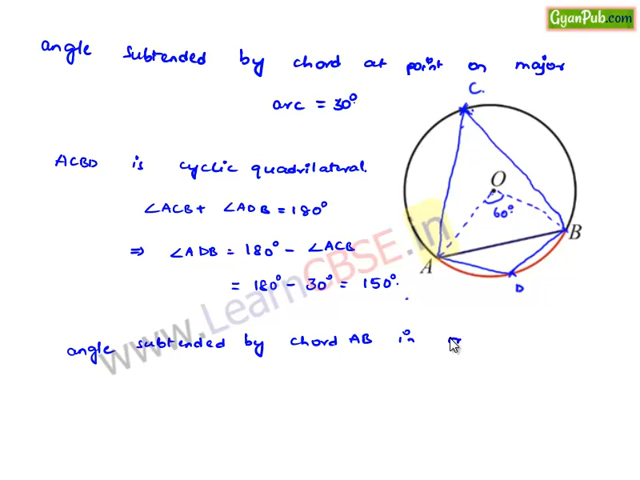 GyanPub.com
angle subtended by chord at point on major
arc = 30°
C.
ACBD is cyclic quadrilateral.
O
60°
∠ACB + ∠ADB = 180°
B
⇒ ∠ADB = 180° - ∠ACB
A
= 180° - 30° = 150°.
D
www.LearnCBSE.in
angle subtended by chord AB in